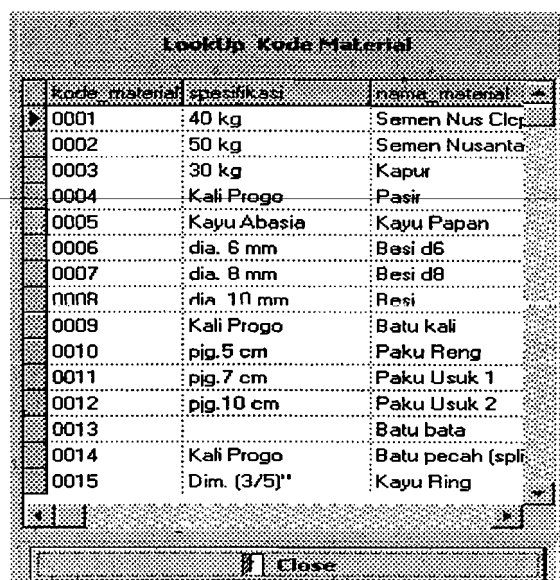 LookUp Kode Material
kode_material spesifikasi nama_material
0001 40 kg Semen Nus Clcp
0002 50 kg Semen Nusanta
0003 30 kg Kapur
0004 Kali Progo Pasir
0005 Kayu Abasia Kayu Papan
0006 dia. 6 mm Besi d6
0007 dia. 8 mm Besi d8
0008 dia. 10 mm Besi
0009 Kali Progo Batu kali
0010 pjg.5 cm Paku Reng
0011 pjg.7 cm Paku Usuk 1
0012 pjg.10 cm Paku Usuk 2
0013 Batu bata
0014 Kali Progo Batu pecah (spli
0015 Dim. (3/5)" Kayu Ring
Close